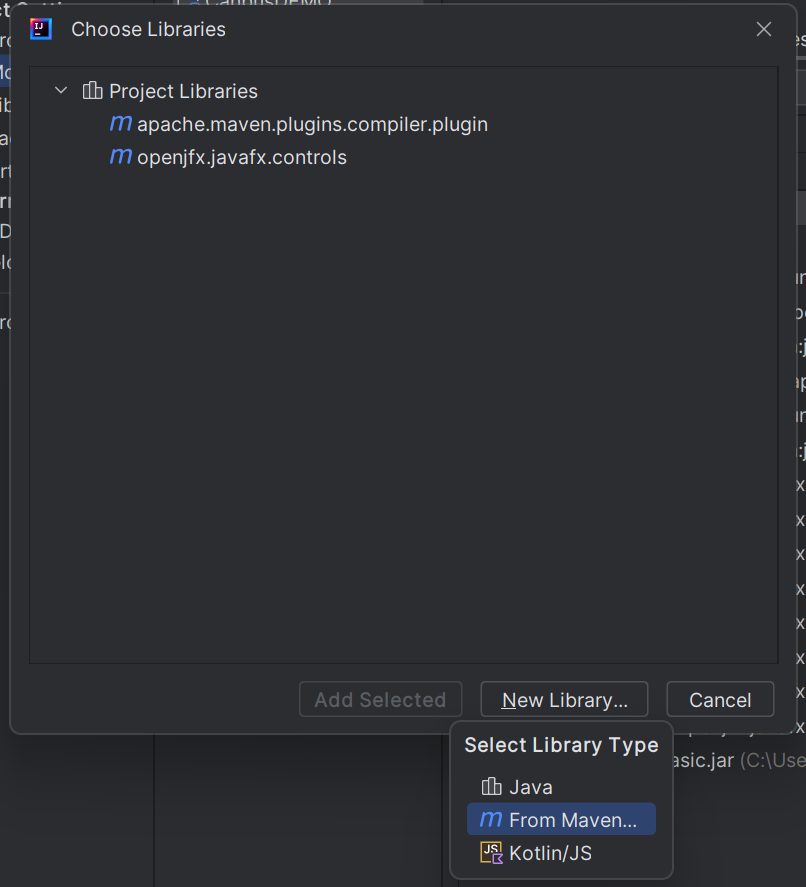 Choose Libraries
Project Libraries
m apache.maven.plugins.compiler.plugin
m openjfx.javafx.controls
Add Selected
New Library...
Cancel
Select Library Type
asic.jar (C:\Use
Java
m From Maven...
JS Kotlin/JS